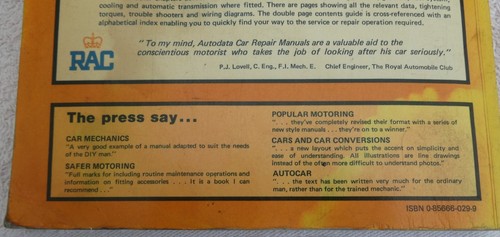 cooling and automatic transmission where fitted. There are pages showing all the relevant data, tightening
torques, trouble shooters and wiring diagrams. The double page contents guide is cross-referenced with an
alphabetical index enabling you to quickly find your way to the service or repair operation required.
RAC
"To my mind, Autodata Car Repair Manuals are a valuable aid to the
conscientious motorist who takes the job of looking after his car seriously."
P.J. Lowell, C. Eng., F.I. Mech. E. Chief Engineer, The Royal Automobile Club
The press say...
CAR MECHANICS
"A very good example of a manual adapted to suit the needs
of the DIY man."
SAFER MOTORING
"Full marks for including routine maintenance operations and
information on fitting accessories . . . It is a book I can
recommend . . ."
POPULAR MOTORING
". . . they've completely revised their format with a series of
new style manuals . . . they're on to a winner."
CARS AND CAR CONVERSIONS
". . . a new layout which puts the accent on simplicity and
ease of understanding. All illustrations are line drawings
instead of the often more difficult to understand photos."
AUTOCAR
". . . the text has been written very much for the ordinary
man, rather than for the trained mechanic."
ISBN 0-85666-029-9